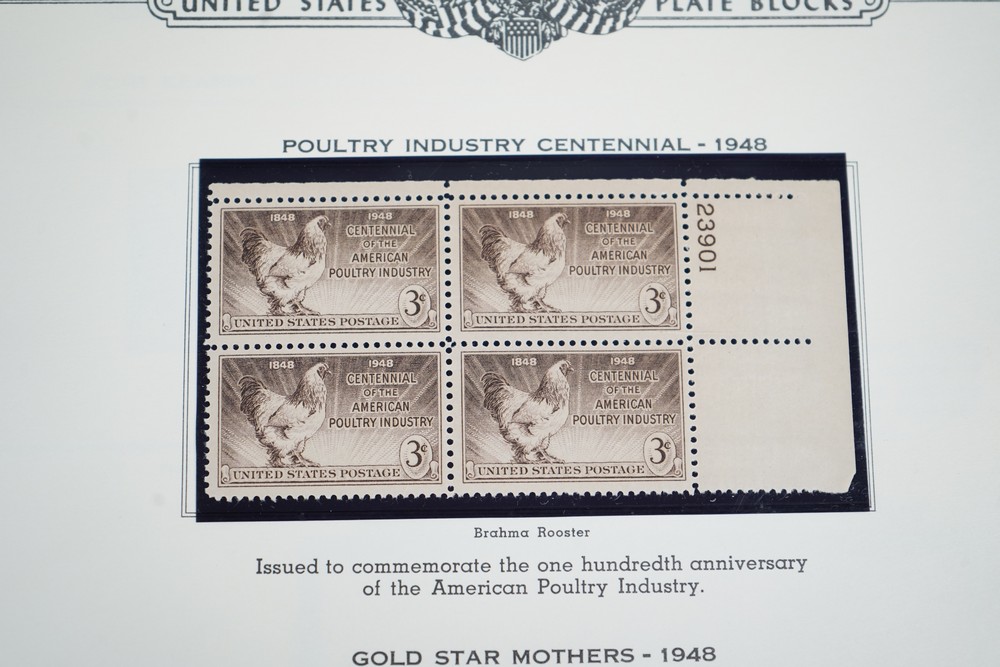 UNITED STATES PLATE BLOCKS
POULTRY INDUSTRY CENTENNIAL - 1948
1848 1948
CENTENNIAL
OF THE
AMERICAN
POULTRY INDUSTRY
3¢
UNITED STATES POSTAGE
1848 1948
CENTENNIAL
OF THE
AMERICAN
POULTRY INDUSTRY
3¢
UNITED STATES POSTAGE
23901
1848 1948
CENTENNIAL
OF THE
AMERICAN
POULTRY INDUSTRY
3¢
UNITED STATES POSTAGE
1848 1948
CENTENNIAL
OF THE
AMERICAN
POULTRY INDUSTRY
3¢
UNITED STATES POSTAGE
Brahma Rooster
Issued to commemorate the one hundredth anniversary
of the American Poultry Industry.
GOLD STAR MOTHERS - 1948